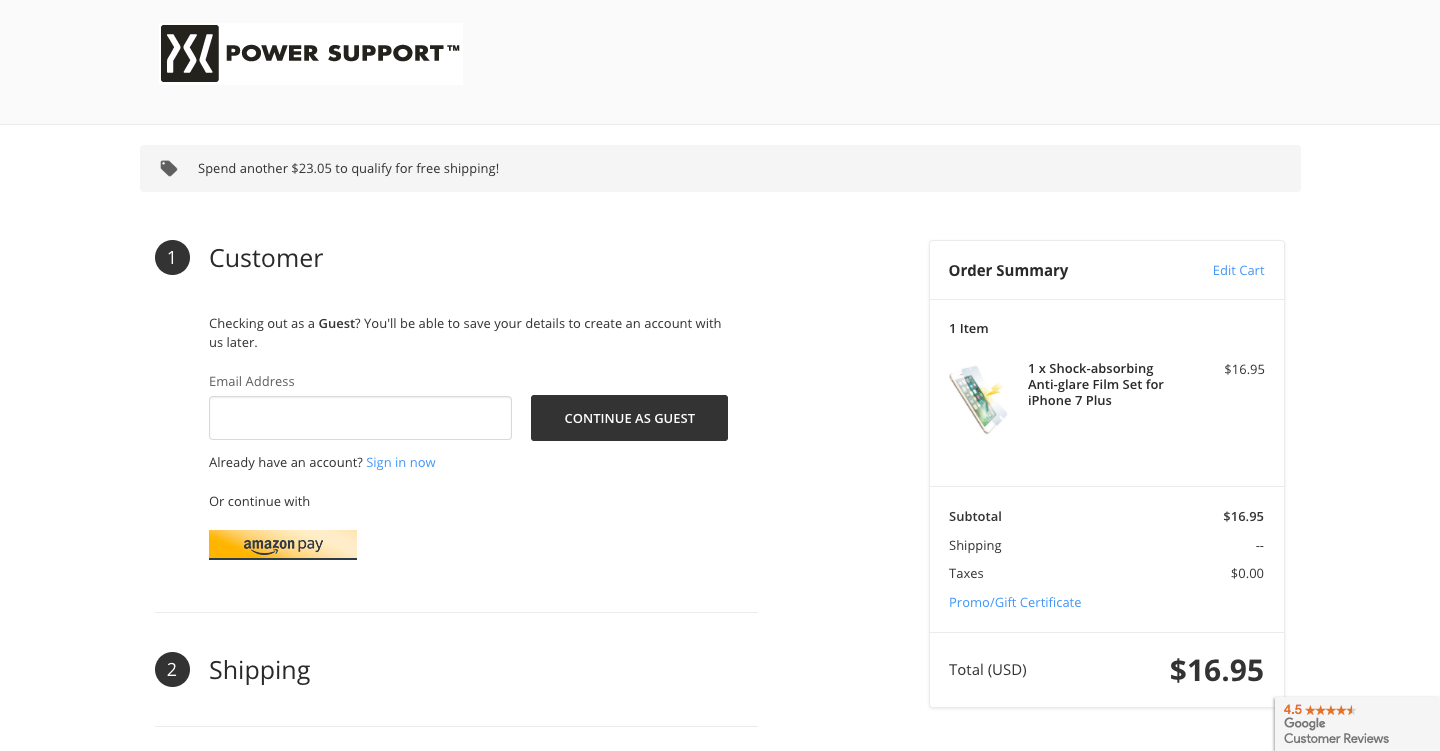 POWER SUPPORT™
Spend another $23.05 to qualify for free shipping!
1 Customer
Checking out as a Guest? You'll be able to save your details to create an account with
us later.
Email Address
CONTINUE AS GUEST
Already have an account? Sign in now
Or continue with
amazon pay
2 Shipping
Order Summary Edit Cart
1 Item
1 x Shock-absorbing $16.95
Anti-glare Film Set for
iPhone 7 Plus
Subtotal $16.95
Shipping --
Taxes $0.00
Promo/Gift Certificate
Total (USD) $16.95
4.5
Google
Customer Reviews